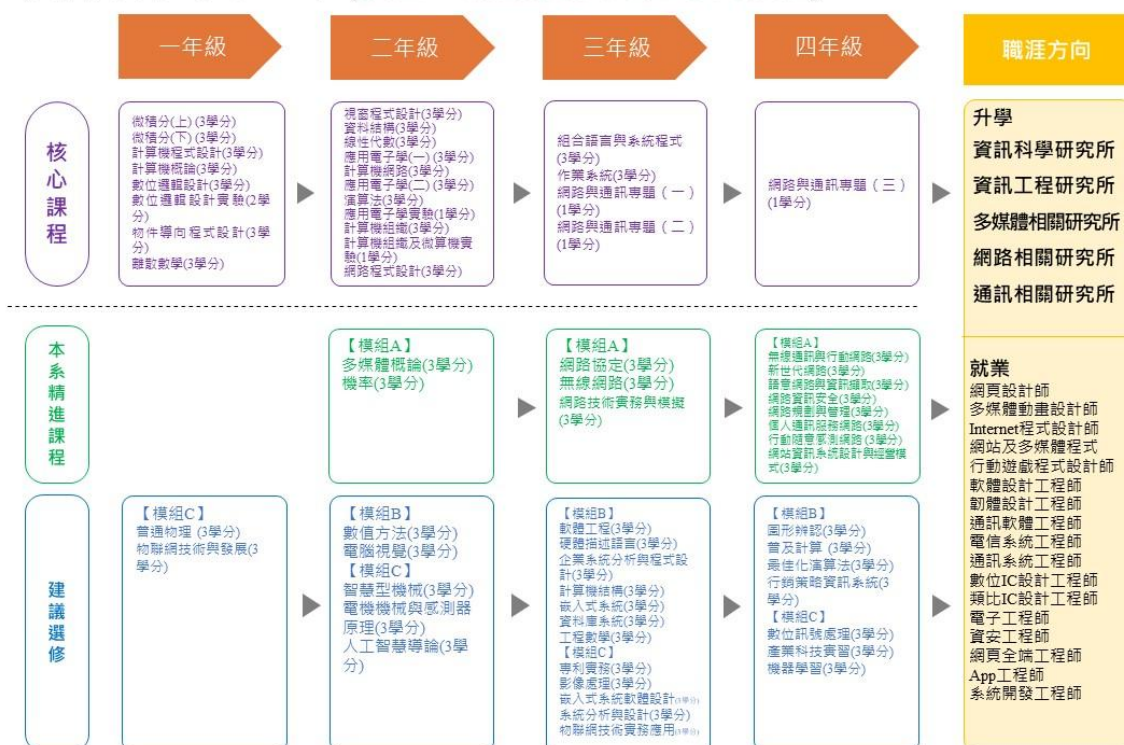 一年級
二年級
三年級
四年級
職涯方向
核心課程
微積分(上) (3學分)
微積分(下) (3學分)
計算機程式設計(3學分)
計算機概論(3學分)
數位邏輯設計(3學分)
數位邏輯設計實驗(2學
分)
物件導向程式設計(3學
分)
離散數學(3學分)
視窗程式設計(3學分)
資料結構(3學分)
線性代數(3學分)
應用電子學(一) (3學分)
計算機網路(3學分)
應用電子學(二) (3學分)
演算法(3學分)
應用電子學實驗(1學分)
計算機組織(3學分)
計算機組織及微算機實
驗(1學分)
網路程式設計(3學分)
組合語言與系統程式
(3學分)
作業系統(3學分)
網路與通訊專題（一）
(1學分)
網路與通訊專題（二）
(1學分)
網路與通訊專題（三）
(1學分)
升學
資訊科學研究所
資訊工程研究所
多媒體相關研究所
網路相關研究所
通訊相關研究所
本系精進課程
【模組A】
多媒體概論(3學分)
機率(3學分)
【模組A】
網路協定(3學分)
無線網路(3學分)
網路技術實務與模擬
(3學分)
【模組A】
無線通訊與行動網路(3學分)
新世代網路(3學分)
語意網路與資訊擷取(3學分)
網路資訊安全(3學分)
網路規劃與管理(3學分)
個人通訊服務網路(3學分)
行動隨意感測網路 (3學分)
網站資訊系統設計與經營模
式(3學分)
就業
網頁設計師
多媒體動畫設計師
Internet程式設計師
網站及多媒體程式
行動遊戲程式設計師
軟體設計工程師
韌體設計工程師
通訊軟體工程師
電信系統工程師
通訊系統工程師
數位IC設計工程師
類比IC設計工程師
電子工程師
資安工程師
網頁全端工程師
App工程師
系統開發工程師
建議選修
【模組C】
普通物理 (3學分)
物聯網技術與發展(3
學分)
【模組B】
數值方法(3學分)
電腦視覺(3學分)
【模組C】
智慧型機械(3學分)
電機機械與感測器
原理(3學分)
人工智慧導論(3學
分)
【模組B】
軟體工程(3學分)
硬體描述語言(3學分)
企業系統分析與程式設
計(3學分)
計算機結構(3學分)
嵌入式系統(3學分)
資料庫系統(3學分)
工程數學(3學分)
【模組C】
專利實務(3學分)
影像處理(3學分)
嵌入式系統軟體設計(3學分)
系統分析與設計(3學分)
物聯網技術實務應用(3學分)
【模組B】
圖形辨認(3學分)
普及計算 (3學分)
最佳化演算法(3學分)
行銷策略資訊系統(3
學分)
【模組C】
數位訊號處理(3學分)
產業科技實習(3學分)
機器學習(3學分)